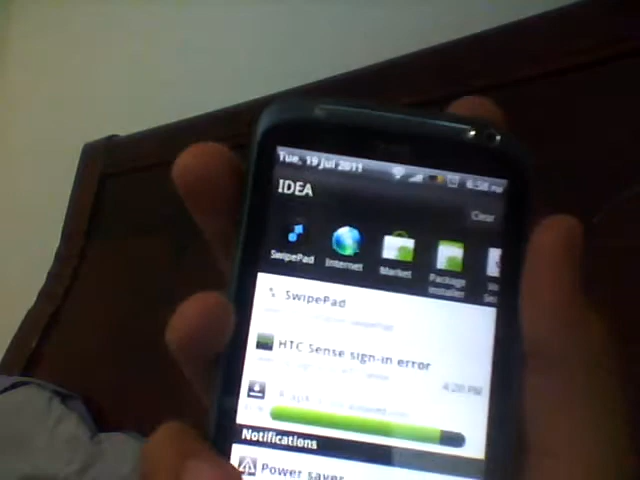 Tue, 19 Jul 2011 6:58 PM
IDEA
Clear
SwipePad Internet Market Package Installer
SwipePad
HTC Sense sign-in error
4:20 PM
Notifications
Power saver